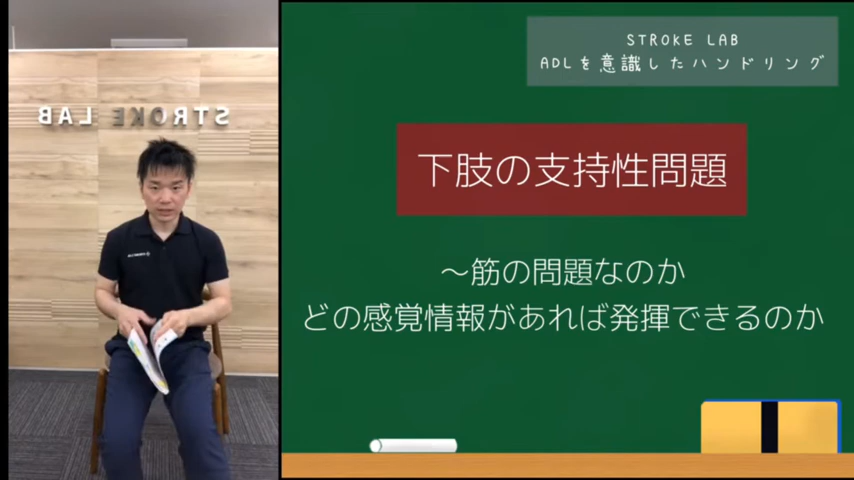 STROKE LAB
STROKE LAB
ADLを意識したハンドリング
下肢の支持性問題
～筋の問題なのか
どの感覚情報があれば発揮できるのか